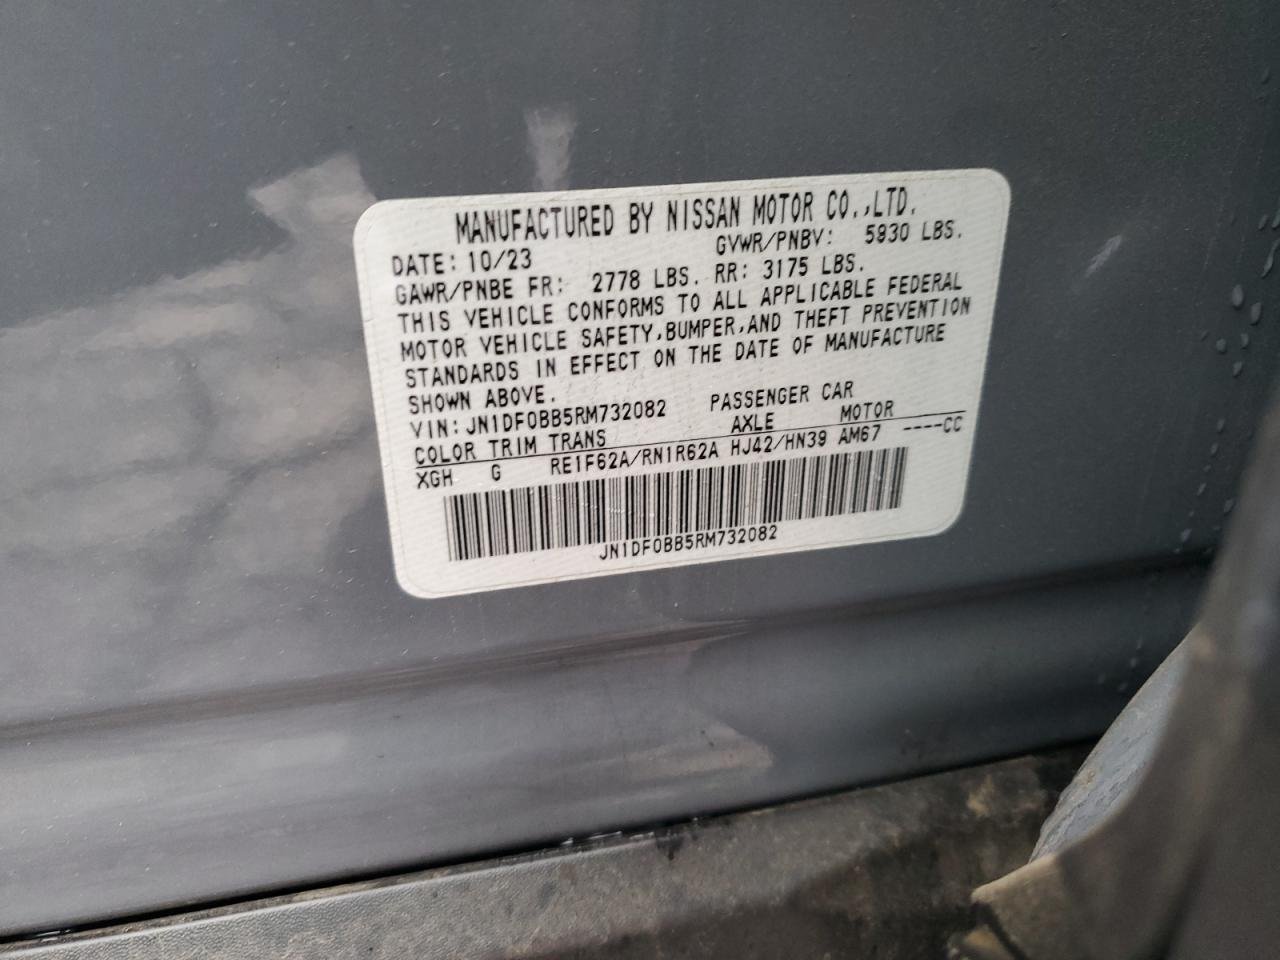 MANUFACTURED BY NISSAN MOTOR CO.,LTD.
DATE: 10/23 GVWR/PNBV: 5930 LBS.
GAWR/PNBE FR: 2778 LBS. RR: 3175 LBS.
THIS VEHICLE CONFORMS TO ALL APPLICABLE FEDERAL
MOTOR VEHICLE SAFETY,BUMPER,AND THEFT PREVENTION
STANDARDS IN EFFECT ON THE DATE OF MANUFACTURE
SHOWN ABOVE.
VIN:JN1DF0BB5RM732082 PASSENGER CAR
COLOR TRIM TRANS AXLE MOTOR
XGH G RE1F62A/RN1R62A HJ42/HN39 AM67 ----CC
JN1DF0BB5RM732082